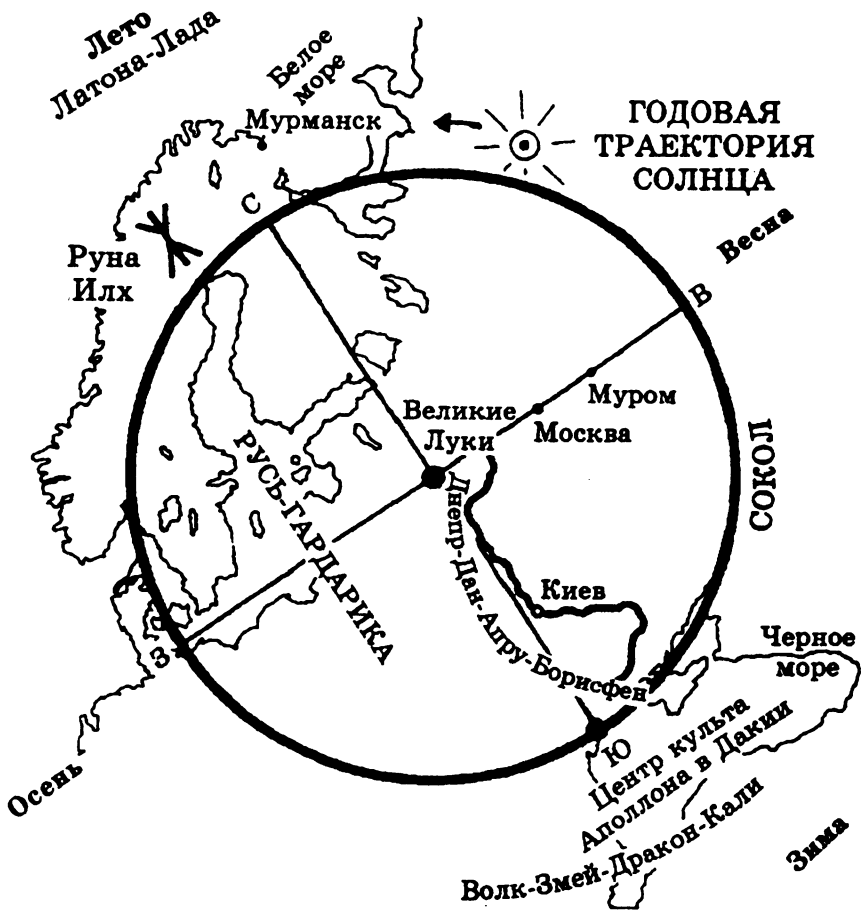 Лето
Латона-Лада
Белое
море
Мурманск
ГОДОВАЯ
ТРАЕКТОРИЯ
СОЛНЦА
С
Весна
В
Руна
Илх
Муром
Великие
Луки
Москва
СОКОЛ
РУСЬ-ГАРДАРИКА
Днепр-Дан-Апру-Борисфен
Киев
З
Черное
море
Ю
Центр культа
Аполлона в Дакии
Осень
Волк-Змей-Дракон-Кали
Зима